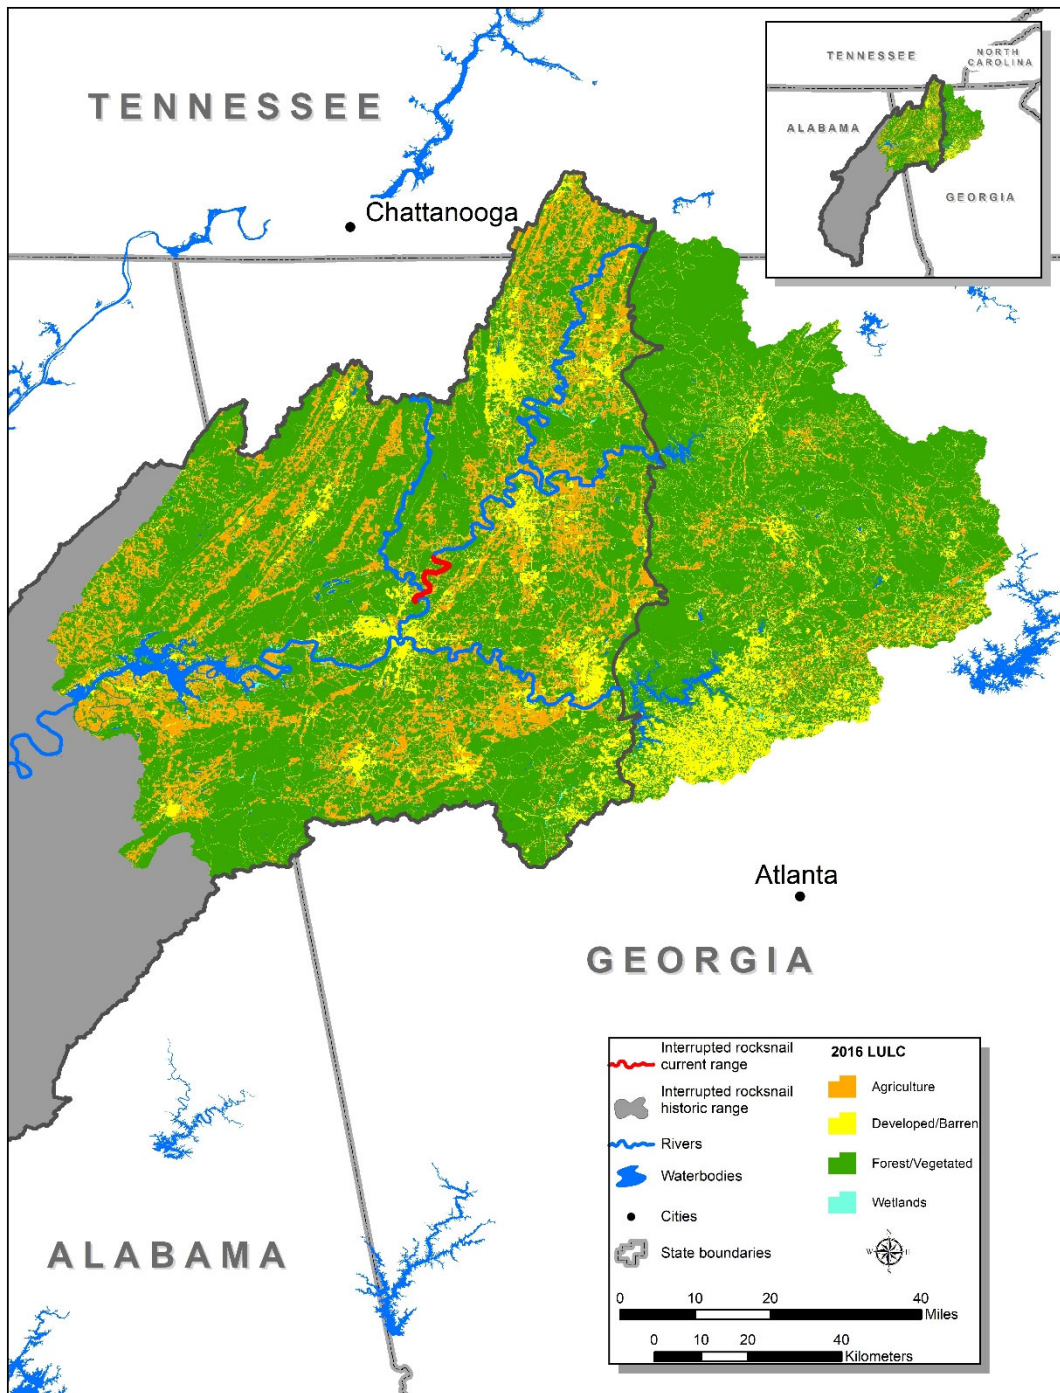 TENNESSEE
Chattanooga
TENNESSEE
NORTH
CAROLINA
ALABAMA
GEORGIA
Atlanta
GEORGIA
ALABAMA
Interrupted rocksnail
current range
Interrupted rocksnail
historic range
Rivers
Waterbodies
Cities
State boundaries
2016 LULC
Agriculture
Developed/Barren
Forest/Vegetated
Wetlands
N
W E
S
0 10 20 40
Miles
0 10 20 40
Kilometers